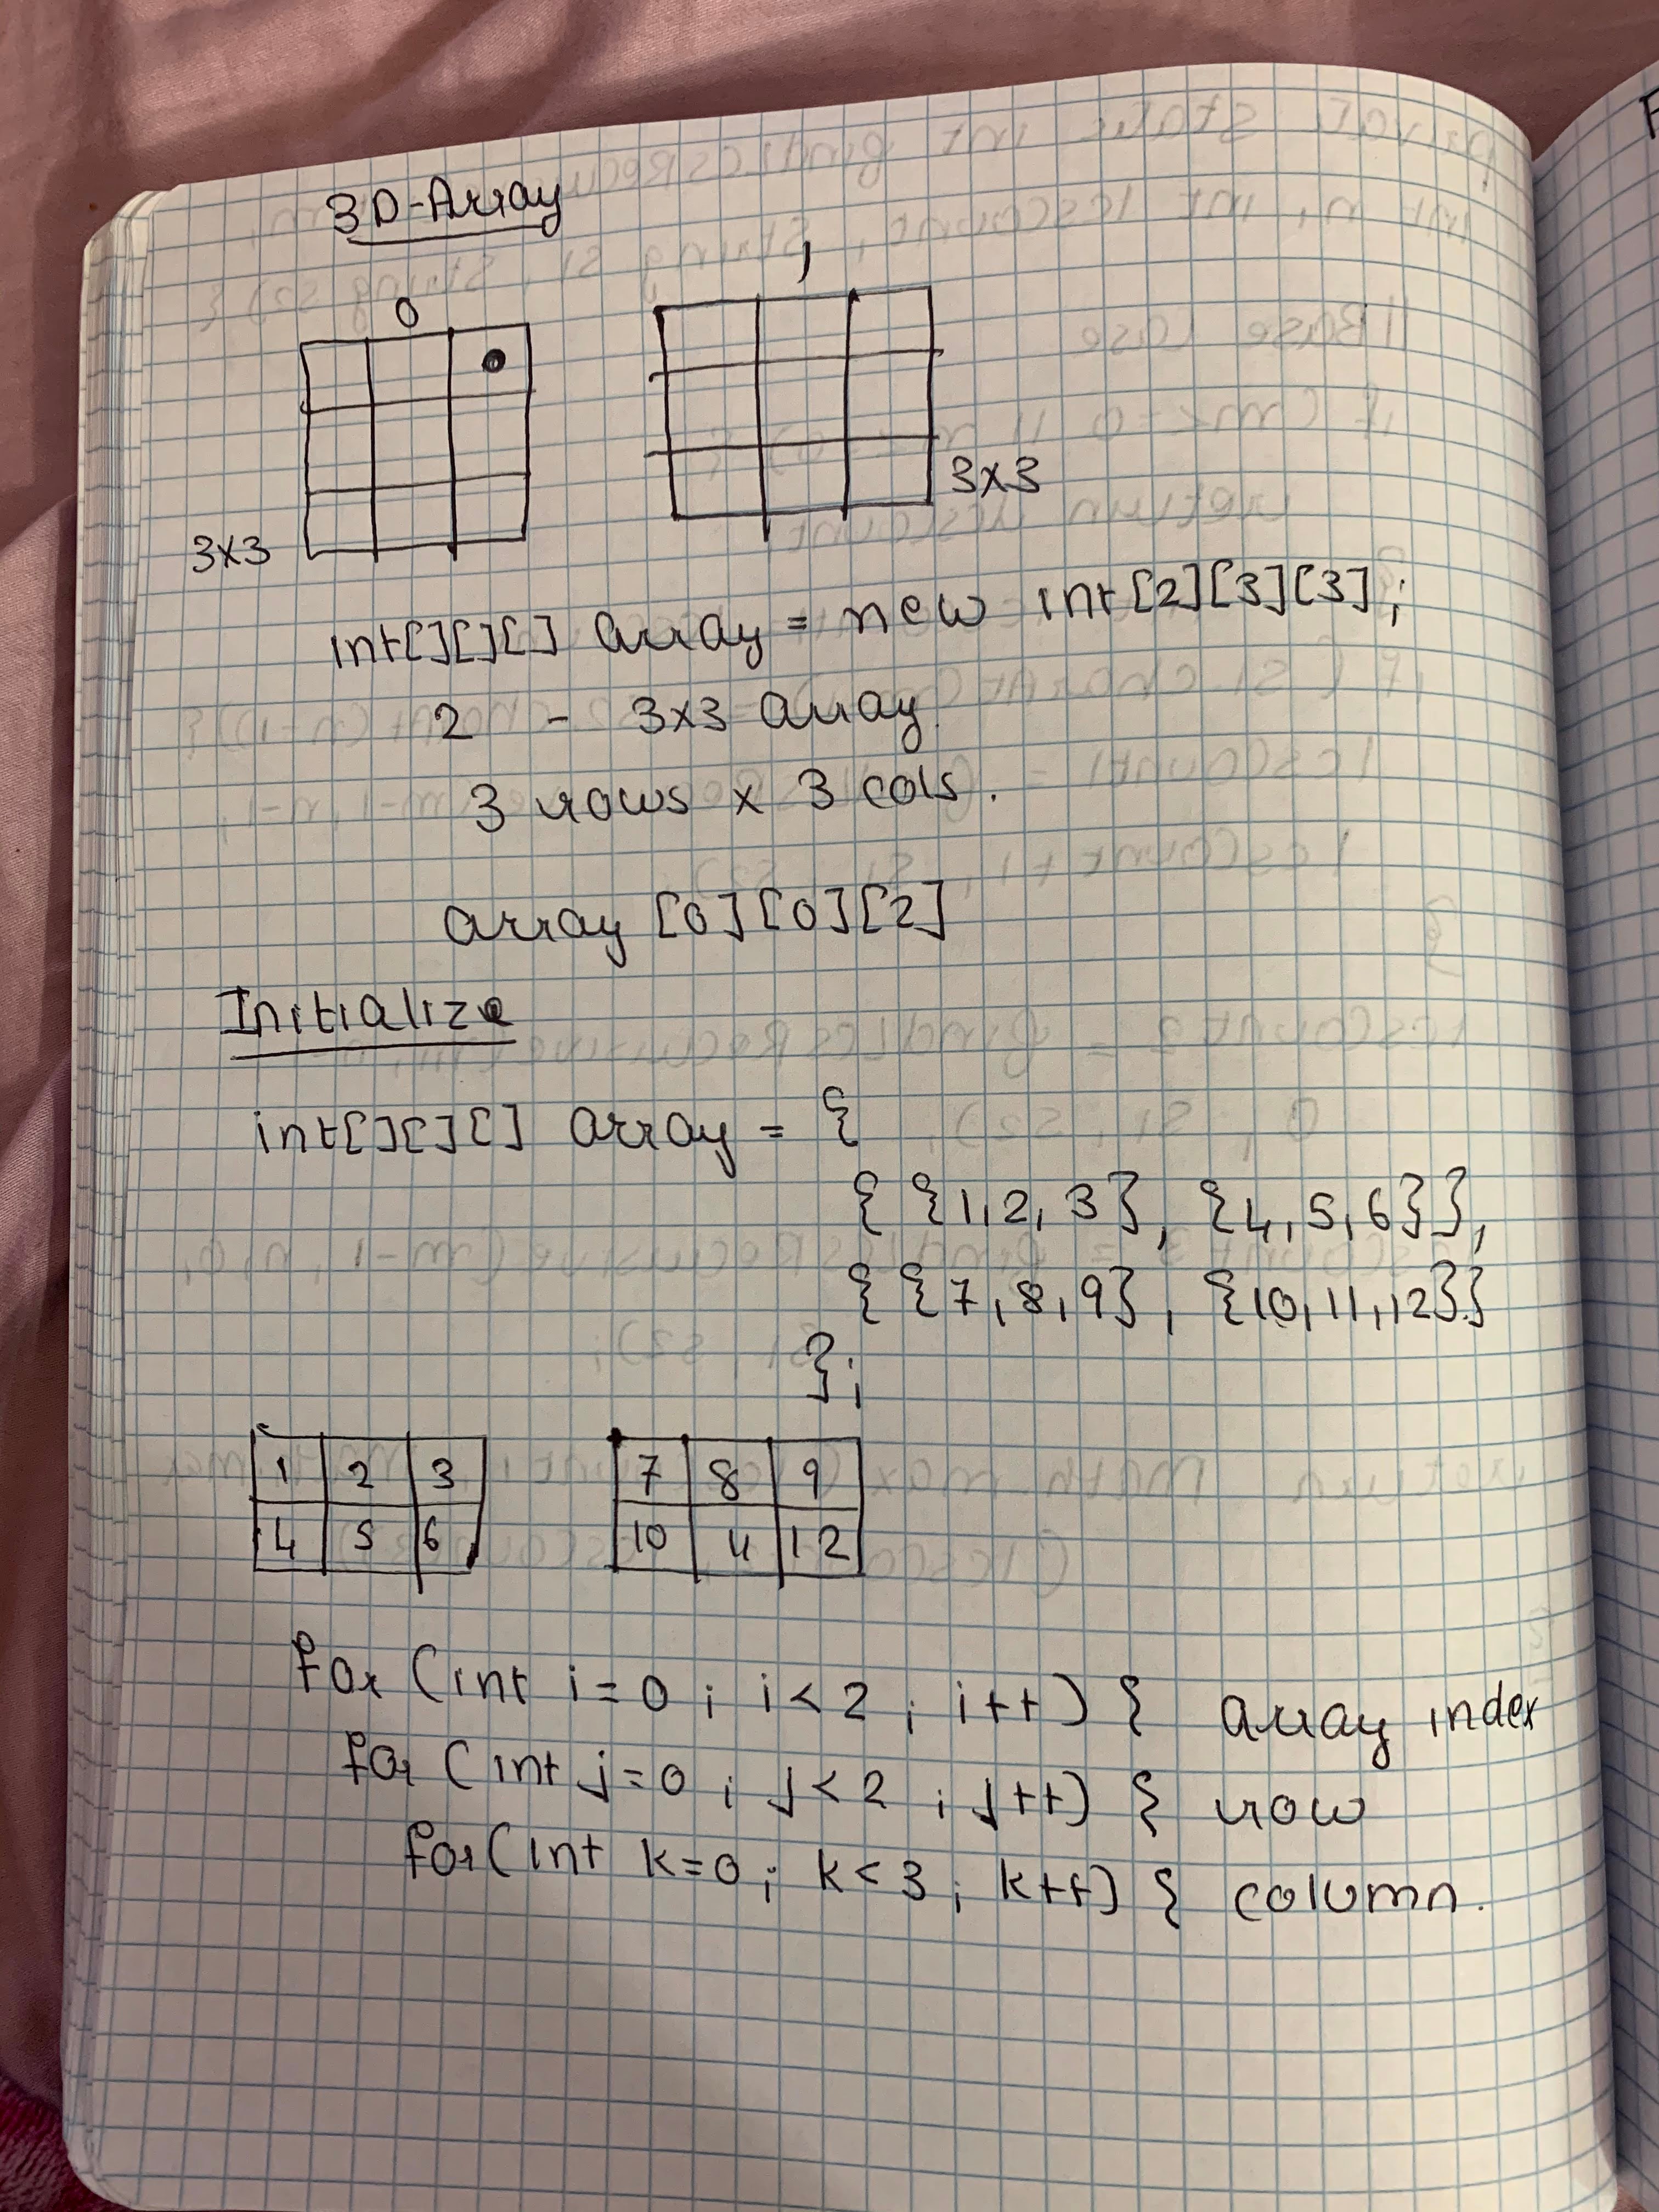 3D-Array
0 1
3x3
3x3
int[][][] array = new int[2][3][3];
2 - 3x3 array
3 rows x 3 cols.
array [0][0][2]
Initialize
int[][][] array = {
{ {1,2,3}, {4,5,6}},
{ {7,8,9}, {10,11,12}}
};
1 2 3 7 8 9
4 5 6 10 11 12
for (int i=0; i<2; i++) { array index
for (int j=0; j<2; j++) { row
for(int k=0; k<3; k++) { column.